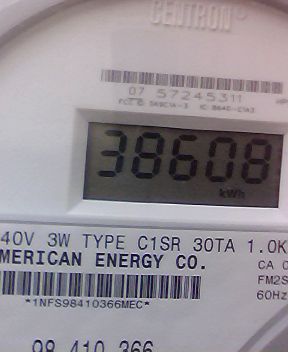 CENTRON
07 57245311
38608
kWh
40V 3W TYPE C1SR 30TA 1.0K
MERICAN ENERGY CO.
CA 0
FM2S
60Hz
*1NFS98410366MEC*
98 410 366